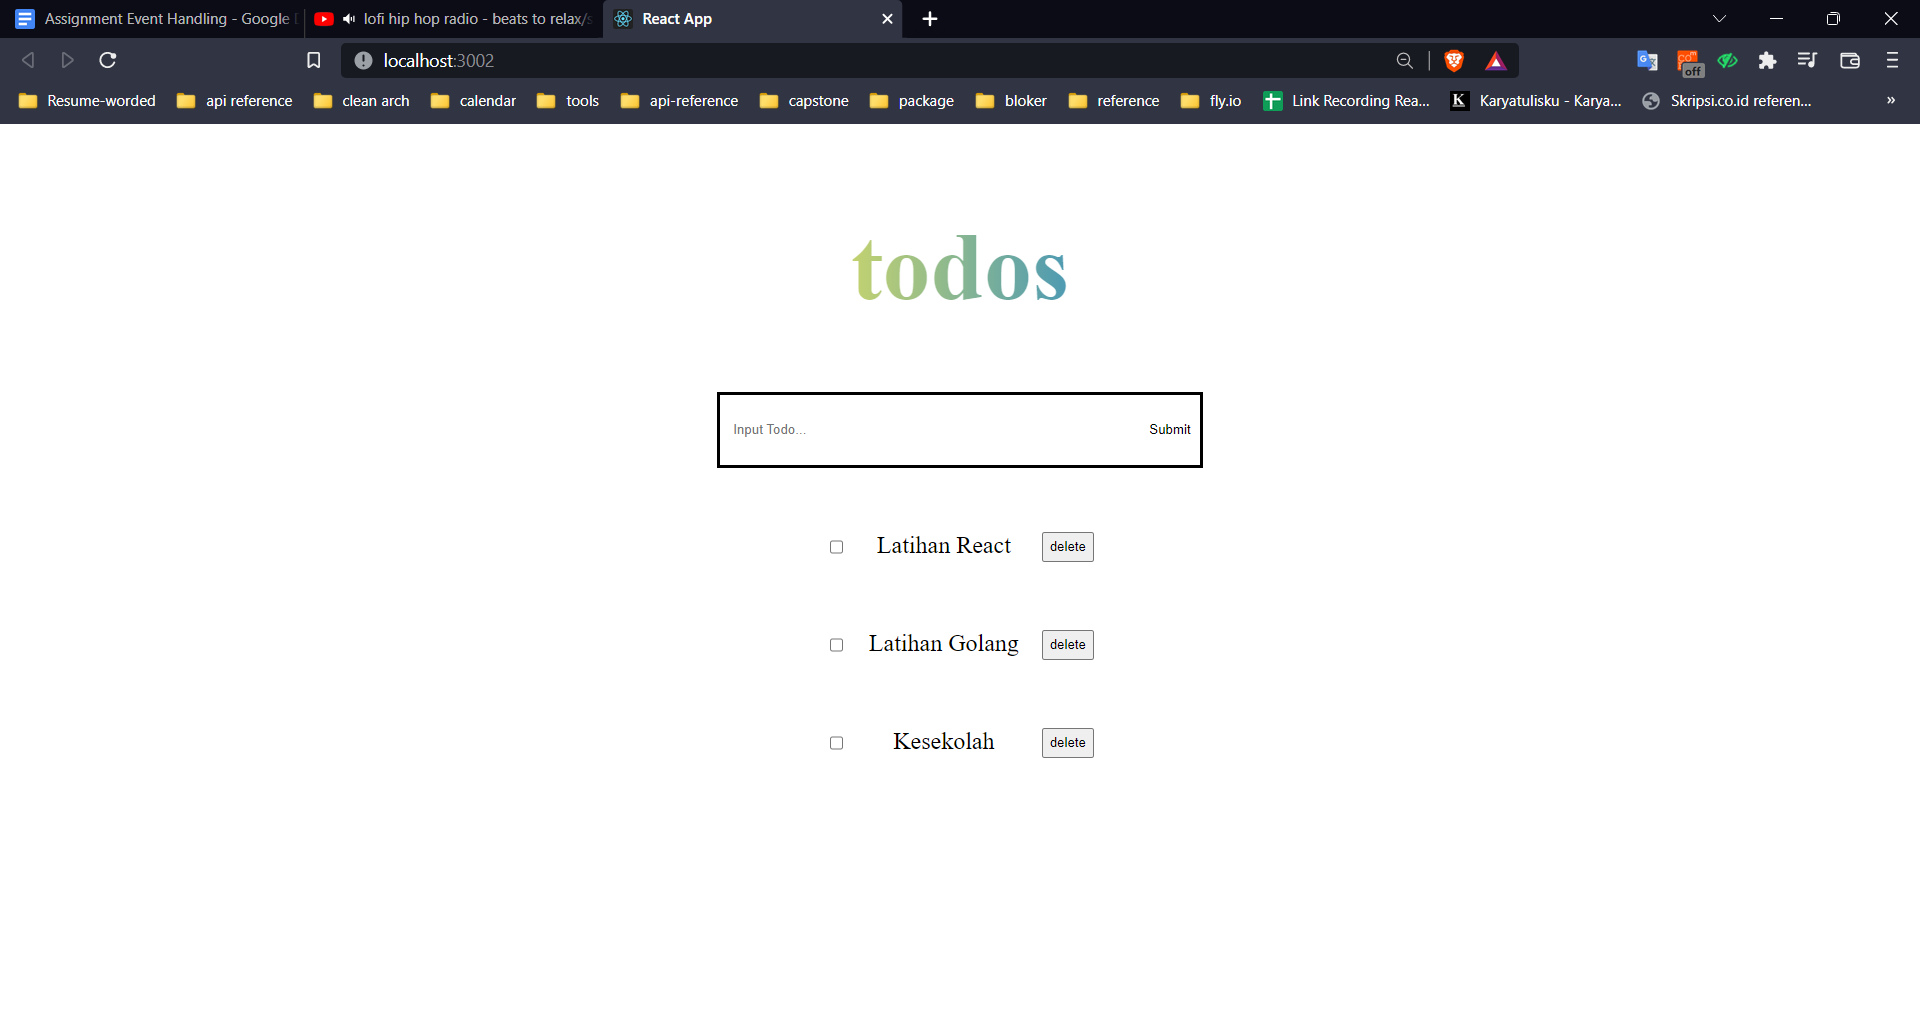 Assignment Event Handling - Google
lofi hip hop radio - beats to relax/
React App
localhost:3002
off
Resume-worded
api reference
clean arch
calendar
tools
api-reference
capstone
package
bloker
reference
fly.io
Link Recording Rea...
K
Karyatulisku - Karya...
Skripsi.co.id referen...
»
todos
Input Todo...
Submit
Latihan React
delete
Latihan Golang
delete
Kesekolah
delete